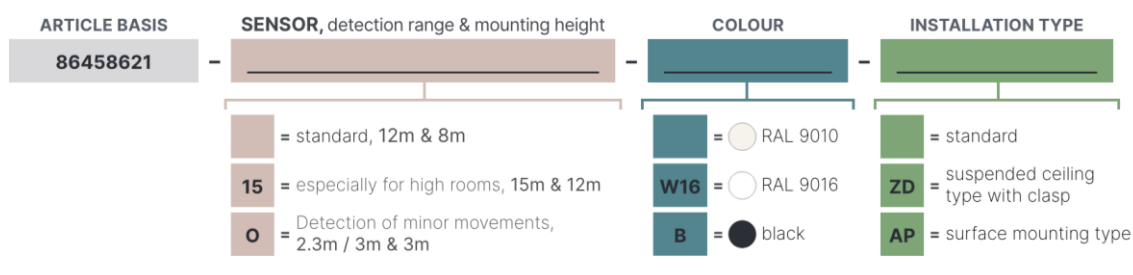 ARTICLE BASIS
SENSOR, detection range & mounting height
COLOUR
INSTALLATION TYPE
86458621 – – –
= standard, 12m & 8m
= RAL 9010
= standard
15 = especially for high rooms, 15m & 12m
W16 = RAL 9016
ZD = suspended ceiling
type with clasp
O = Detection of minor movements,
2.3m / 3m & 3m
B = black
AP = surface mounting type